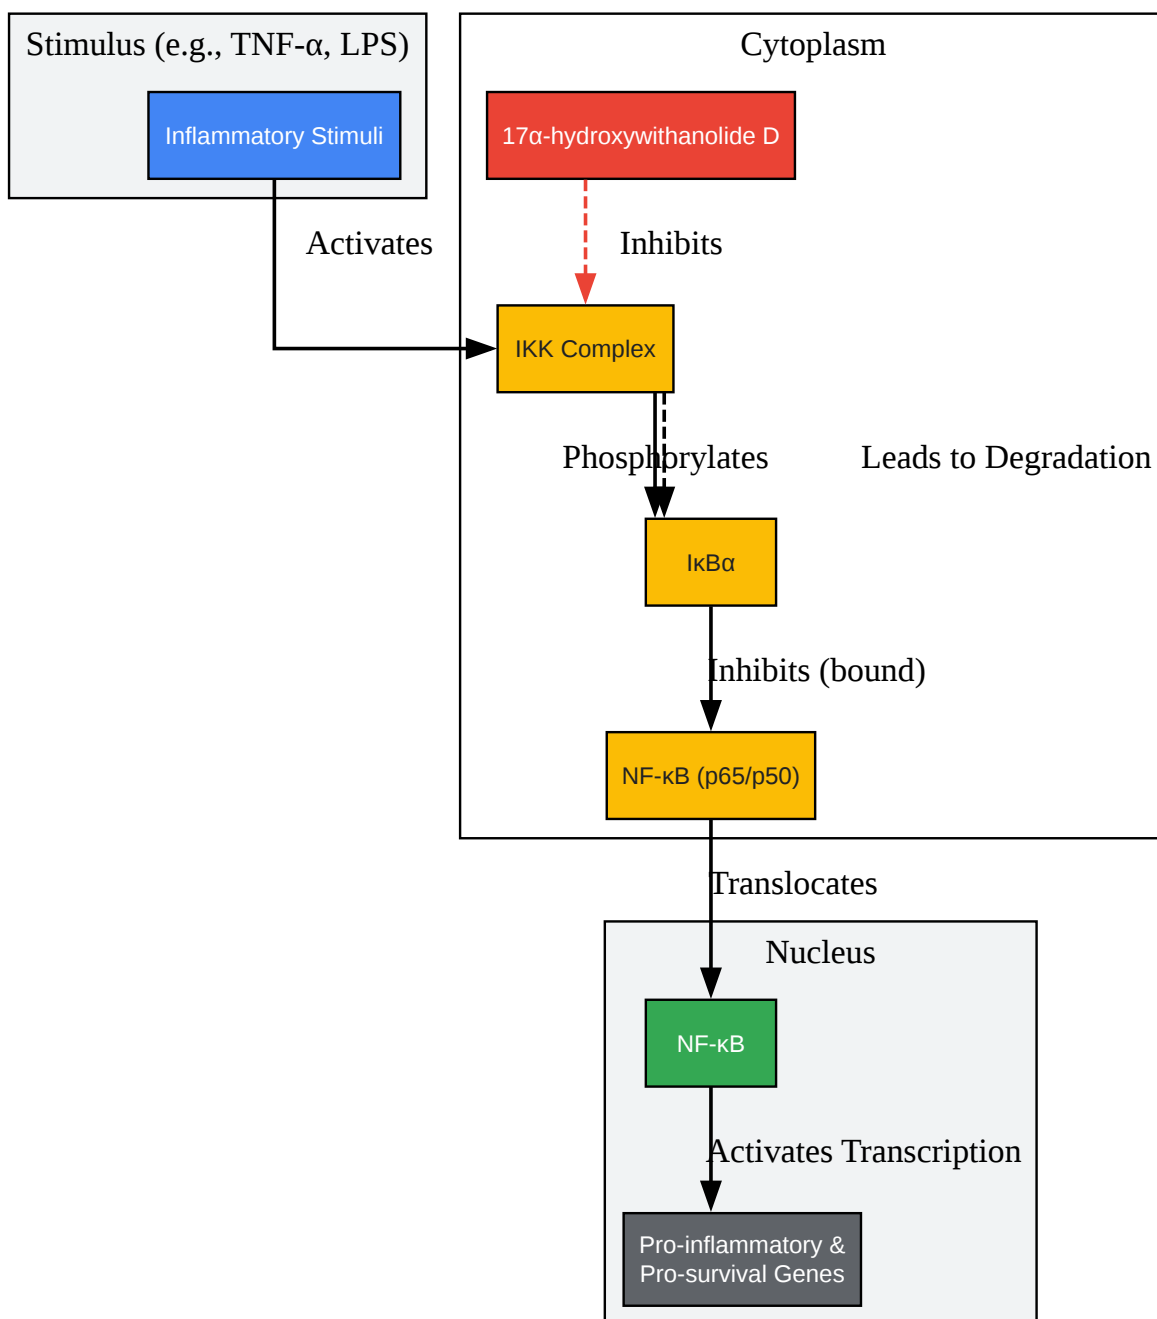 Stimulus (e.g., TNF-α, LPS)
Cytoplasm
Inflammatory Stimuli
17α-hydroxywithanolide D
Activates
Inhibits
IKK Complex
Phosphorylates
Leads to Degradation
IκBα
Inhibits (bound)
NF-κB (p65/p50)
Translocates
Nucleus
NF-κB
Activates Transcription
Pro-inflammatory &
Pro-survival Genes